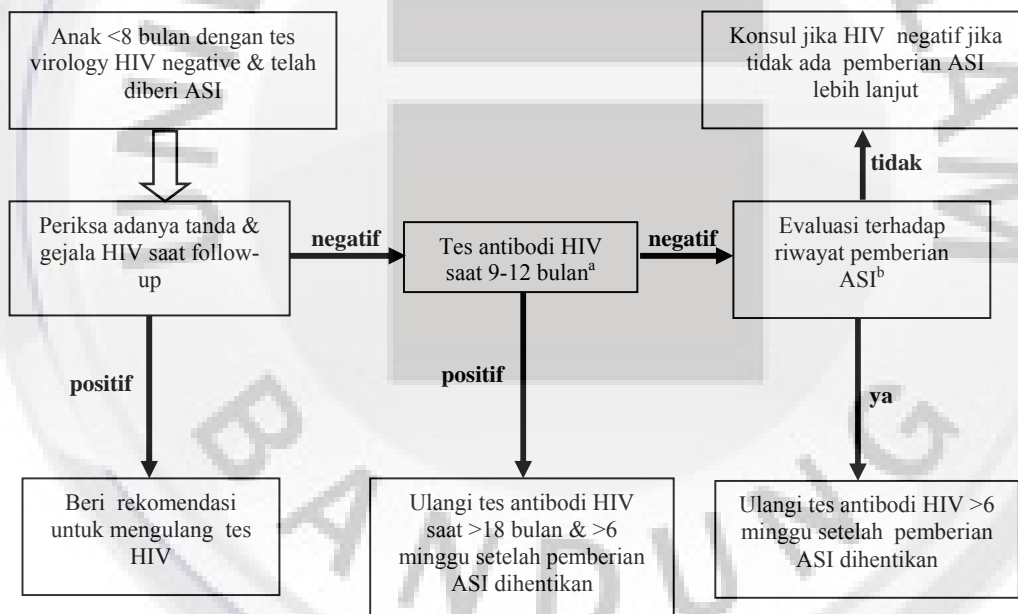 Anak <8 bulan dengan tes
virology HIV negative & telah
diberi ASI
Konsul jika HIV negatif jika
tidak ada pemberian ASI
lebih lanjut
tidak
Periksa adanya tanda &
gejala HIV saat follow-
up
negatif
Tes antibodi HIV
saat 9-12 bulanᵃ
negatif
Evaluasi terhadap
riwayat pemberian
ASIᵇ
positif
positif
ya
Beri rekomendasi
untuk mengulang tes
HIV
Ulangi tes antibodi HIV
saat >18 bulan & >6
minggu setelah pemberian
ASI dihentikan
Ulangi tes antibodi HIV >6
minggu setelah pemberian
ASI dihentikan
BANDUNG